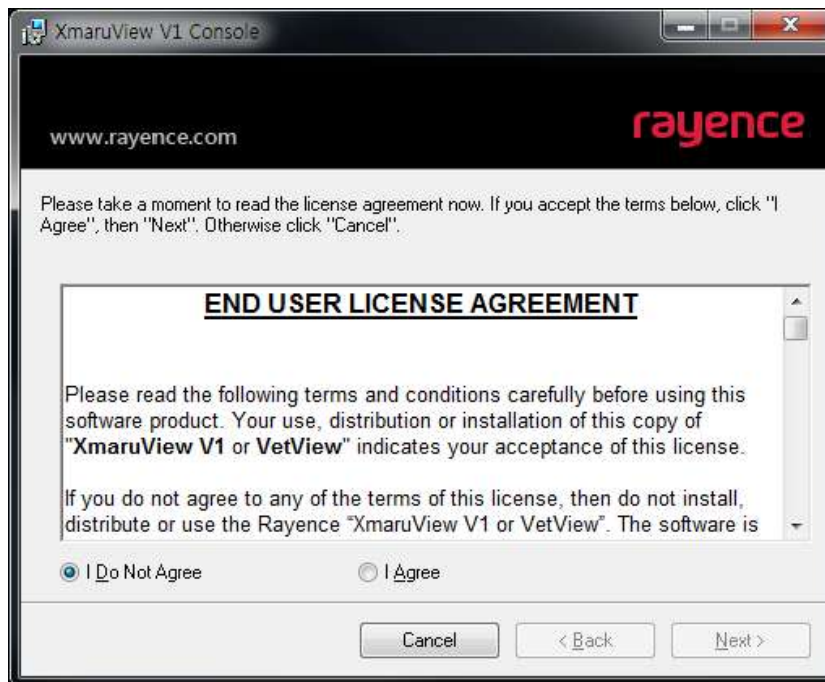 XmaruView V1 Console
www.rayence.com
rayence
Please take a moment to read the license agreement now. If you accept the terms below, click "I
Agree", then "Next". Otherwise click "Cancel".
END USER LICENSE AGREEMENT
Please read the following terms and conditions carefully before using this
software product. Your use, distribution or installation of this copy of
"XmaruView V1 or VetView" indicates your acceptance of this license.
If you do not agree to any of the terms of this license, then do not install,
distribute or use the Rayence “XmaruView V1 or VetView”. The software is
I Do Not Agree
I Agree
Cancel
< Back
Next >